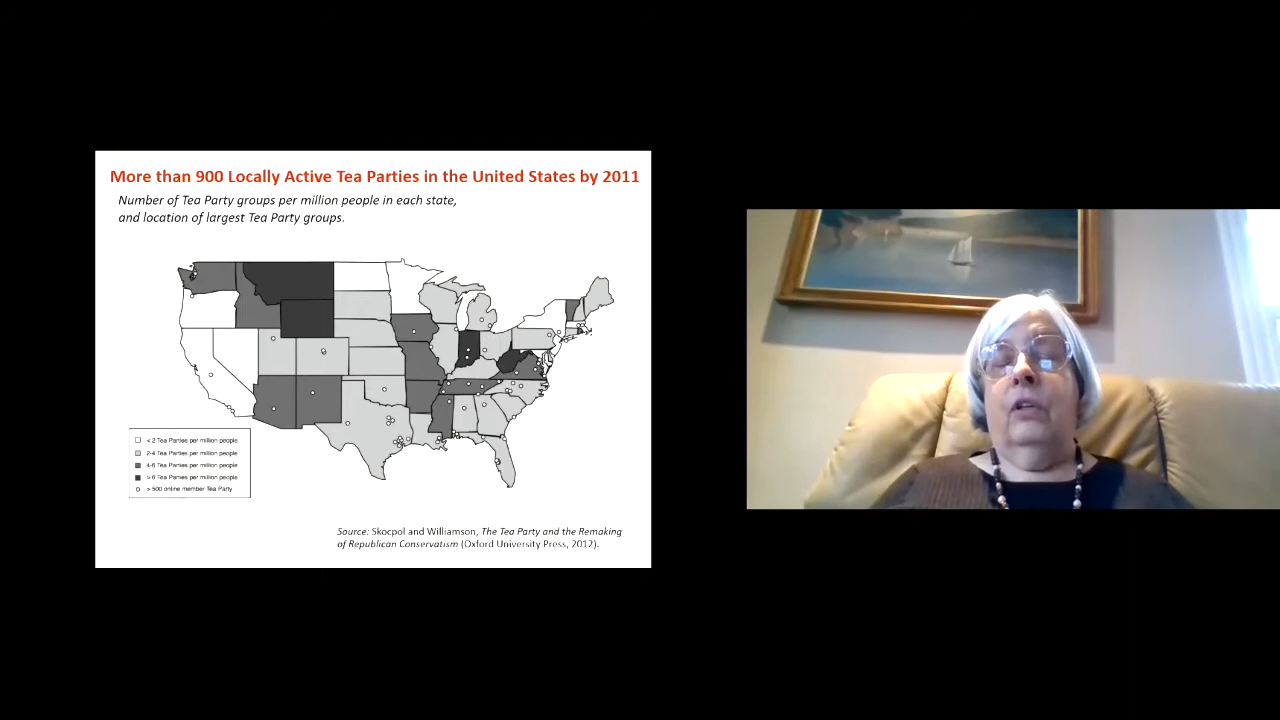 More than 900 Locally Active Tea Parties in the United States by 2011
Number of Tea Party groups per million people in each state,
and location of largest Tea Party groups.
< 2 Tea Parties per million people
2-4 Tea Parties per million people
4-6 Tea Parties per million people
> 6 Tea Parties per million people
> 500 online member Tea Party
Source: Skocpol and Williamson, The Tea Party and the Remaking
of Republican Conservatism (Oxford University Press, 2012).